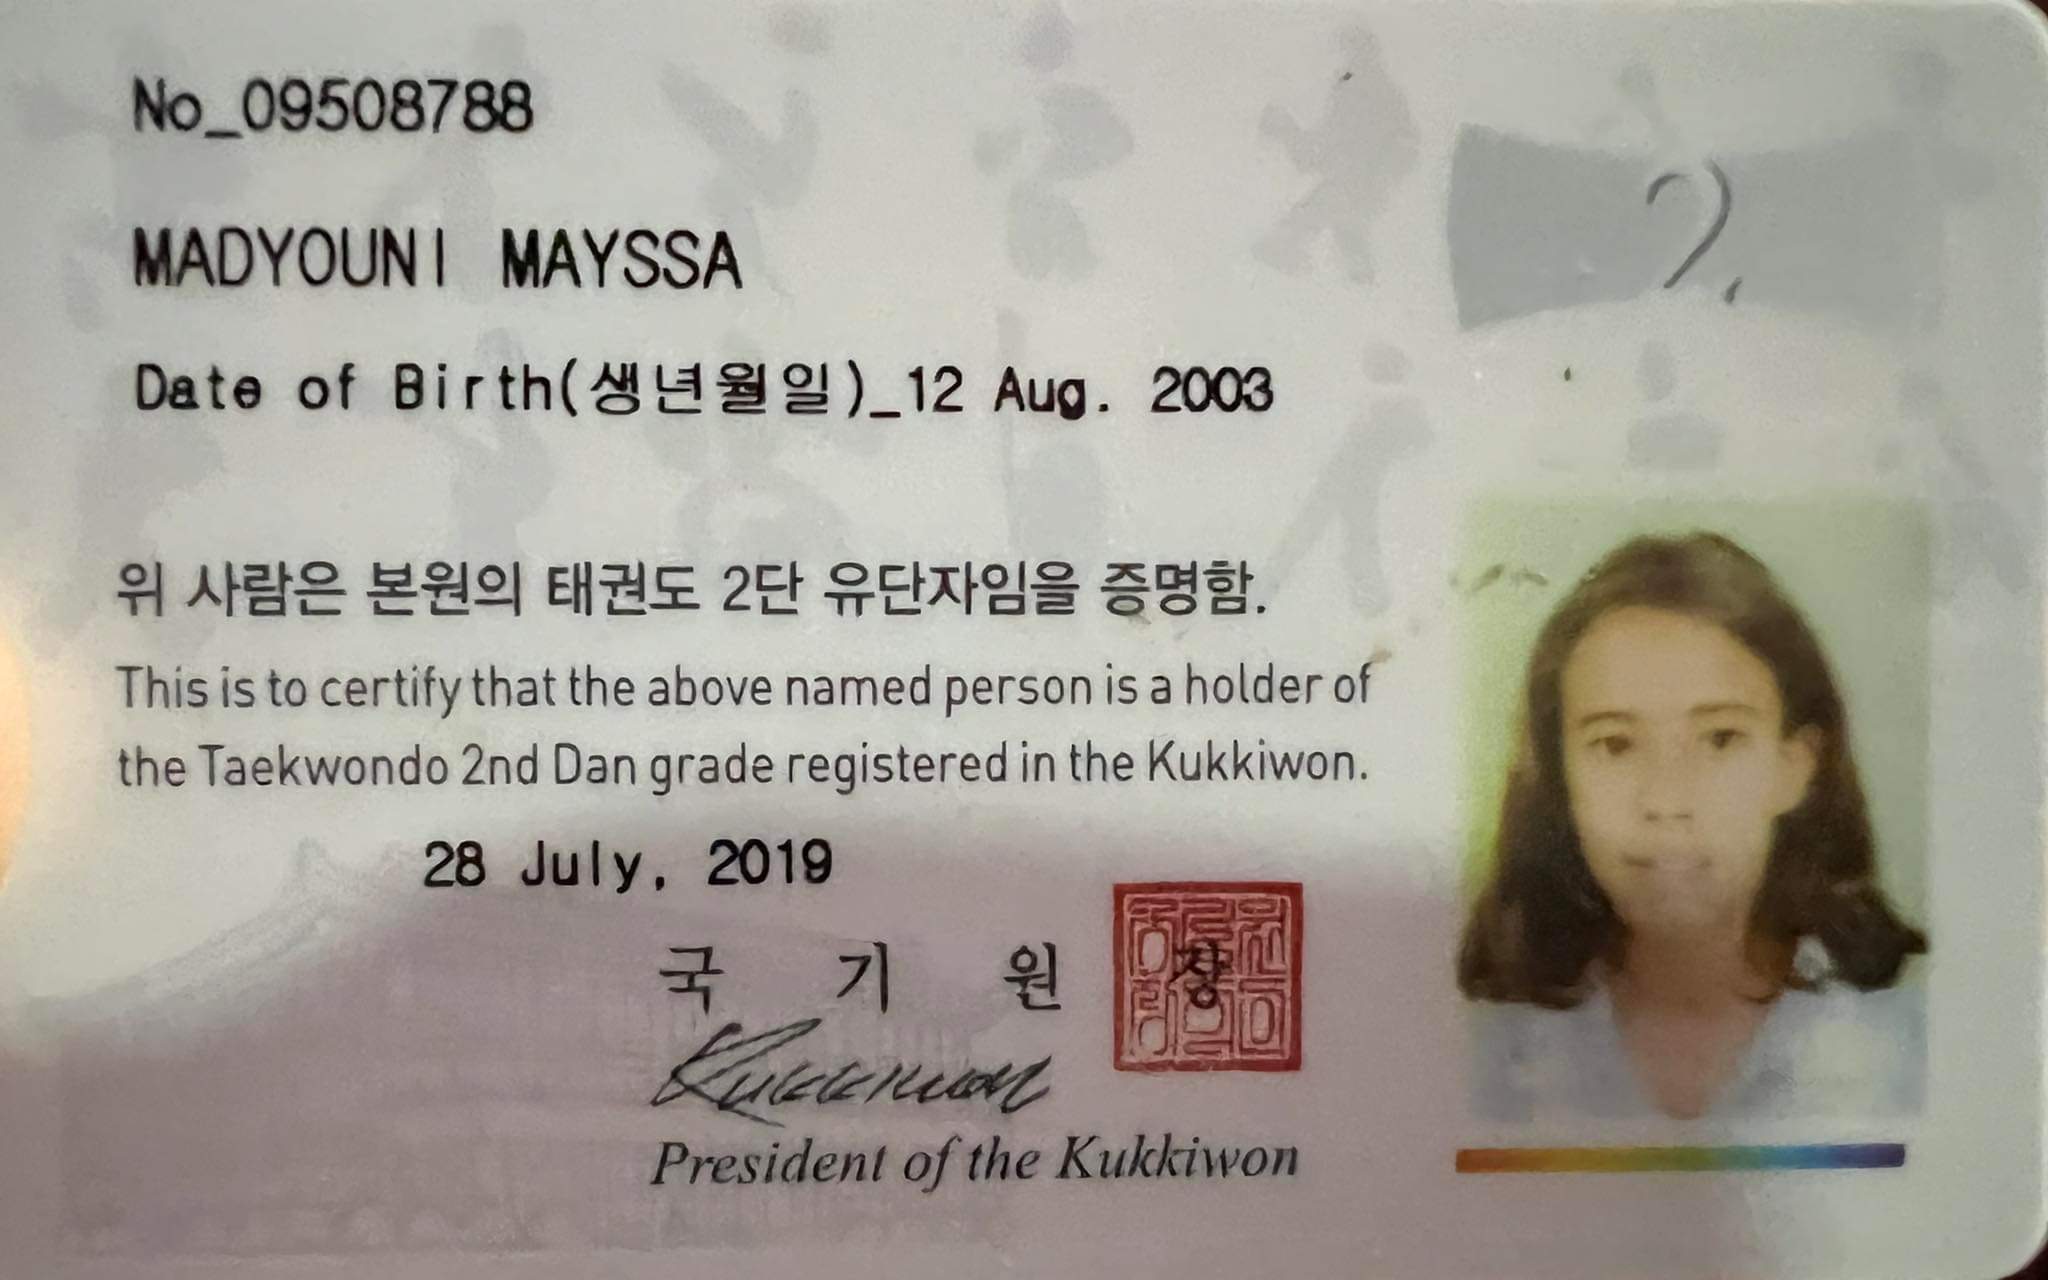 No_09508788
MADYOUNI MAYSSA
Date of Birth(생년월일)_12 Aug. 2003
위 사람은 본원의 태권도 2단 유단자임을 증명함.
This is to certify that the above named person is a holder of
the Taekwondo 2nd Dan grade registered in the Kukkiwon.
28 July, 2019
국 기 원 장
Kukkiwon
President of the Kukkiwon